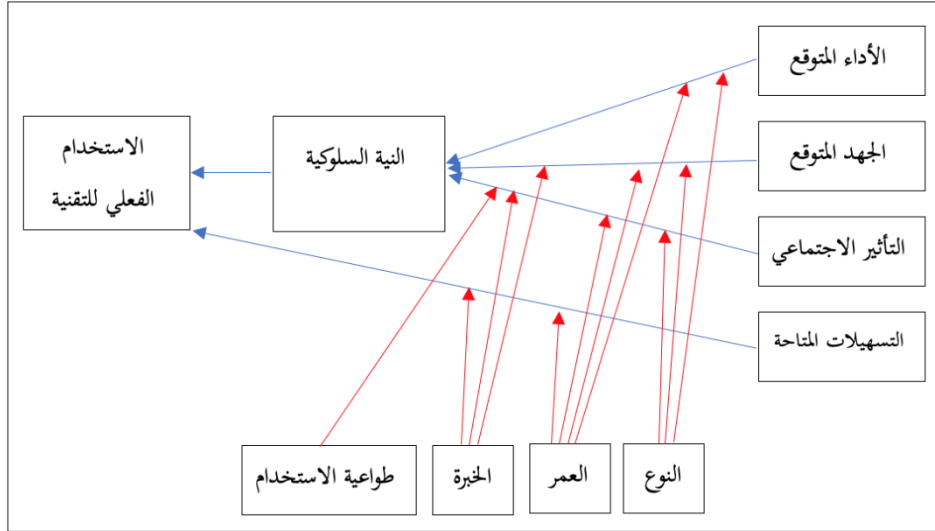 الأداء المتوقع
الجهد المتوقع
التأثير الاجتماعي
التسهيلات المتاحة
النية السلوكية
الاستخدام
الفعلي للتقنية
النوع
العمر
الخبرة
طواعية الاستخدام